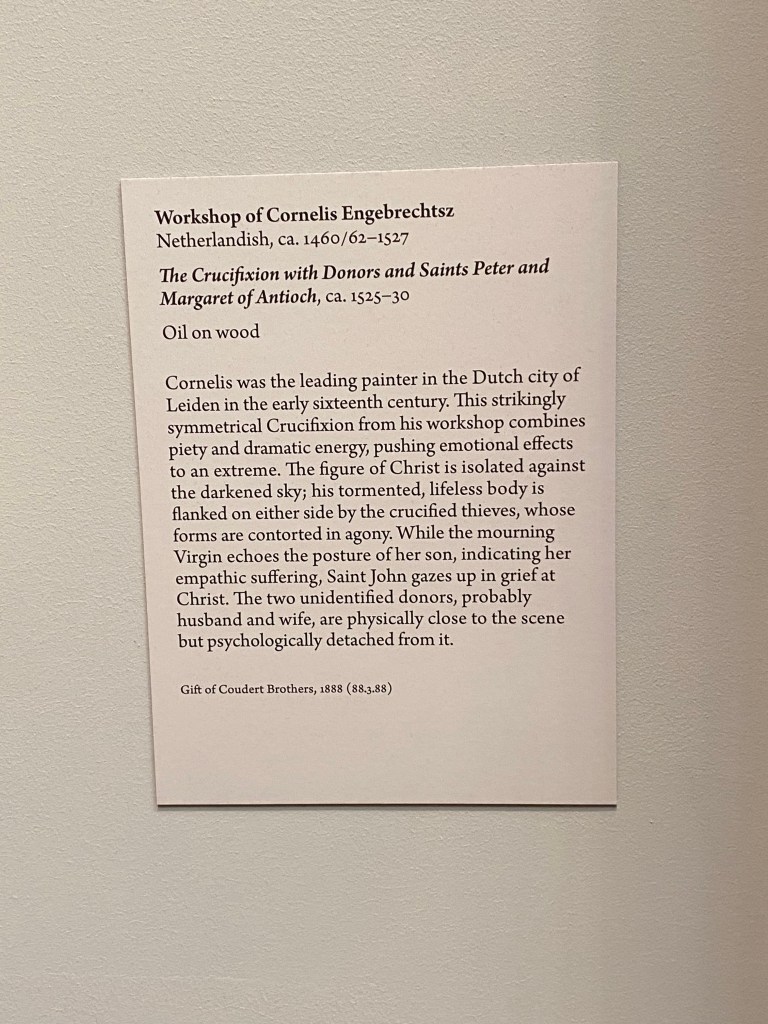 Workshop of Cornelis Engebrechtsz
Netherlandish, ca. 1460/62–1527
The Crucifixion with Donors and Saints Peter and
Margaret of Antioch, ca. 1525–30
Oil on wood
Cornelis was the leading painter in the Dutch city of
Leiden in the early sixteenth century. This strikingly
symmetrical Crucifixion from his workshop combines
piety and dramatic energy, pushing emotional effects
to an extreme. The figure of Christ is isolated against
the darkened sky; his tormented, lifeless body is
flanked on either side by the crucified thieves, whose
forms are contorted in agony. While the mourning
Virgin echoes the posture of her son, indicating her
empathic suffering, Saint John gazes up in grief at
Christ. The two unidentified donors, probably
husband and wife, are physically close to the scene
but psychologically detached from it.
Gift of Coudert Brothers, 1888 (88.3.88)